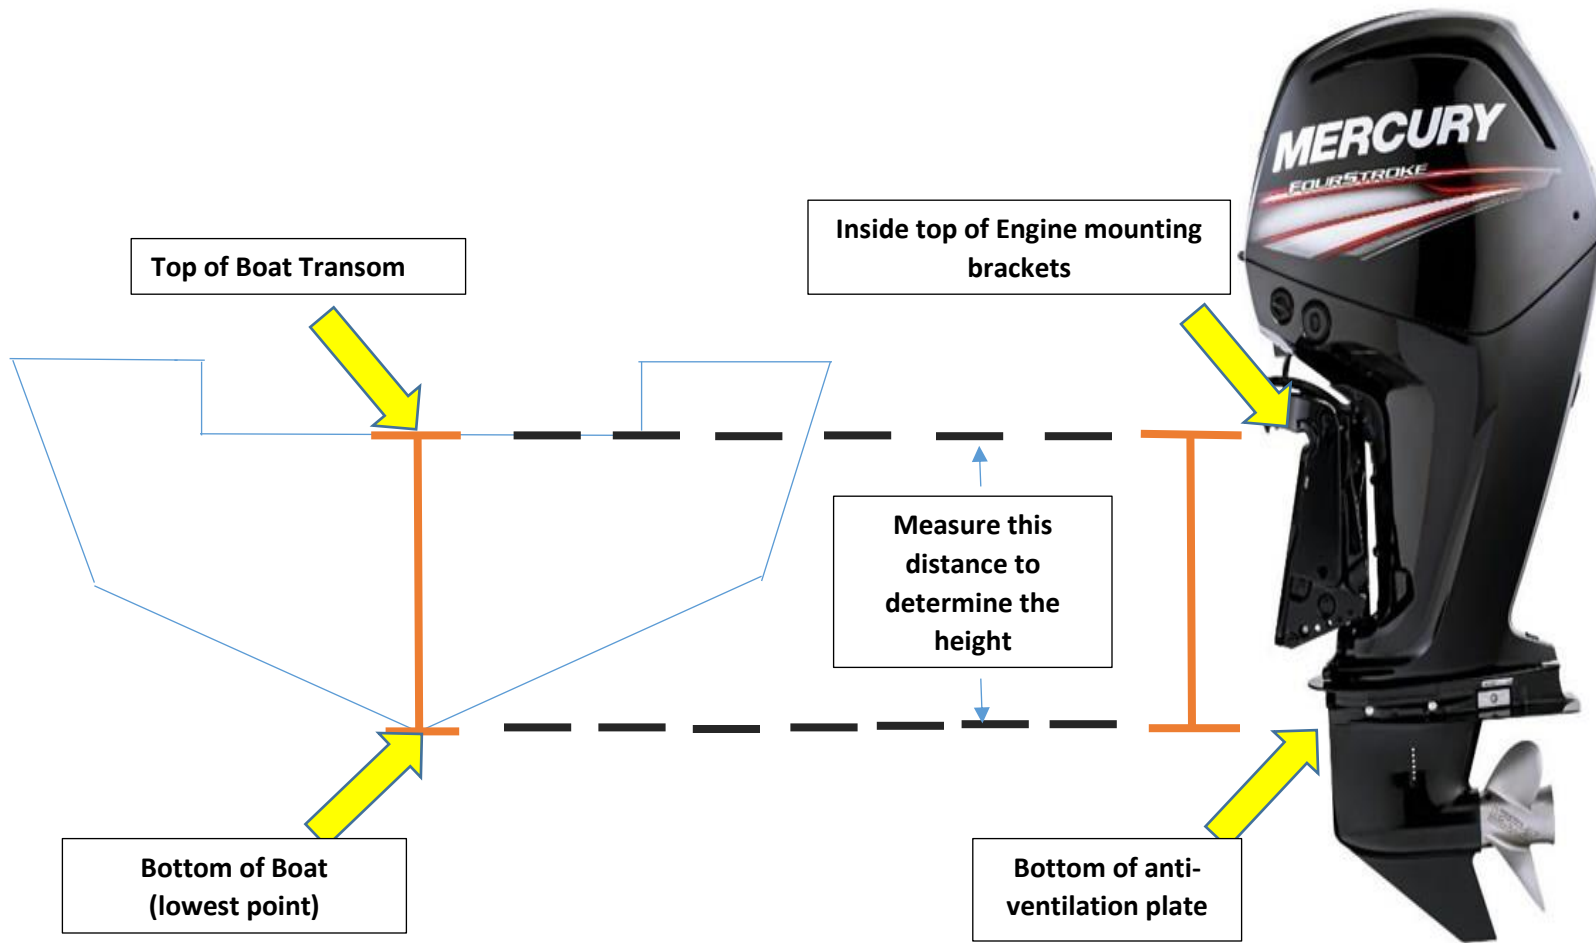 MERCURY
FOURSTROKE
Inside top of Engine mounting
brackets
Top of Boat Transom
Measure this
distance to
determine the
height
Bottom of Boat
(lowest point)
Bottom of anti-
ventilation plate